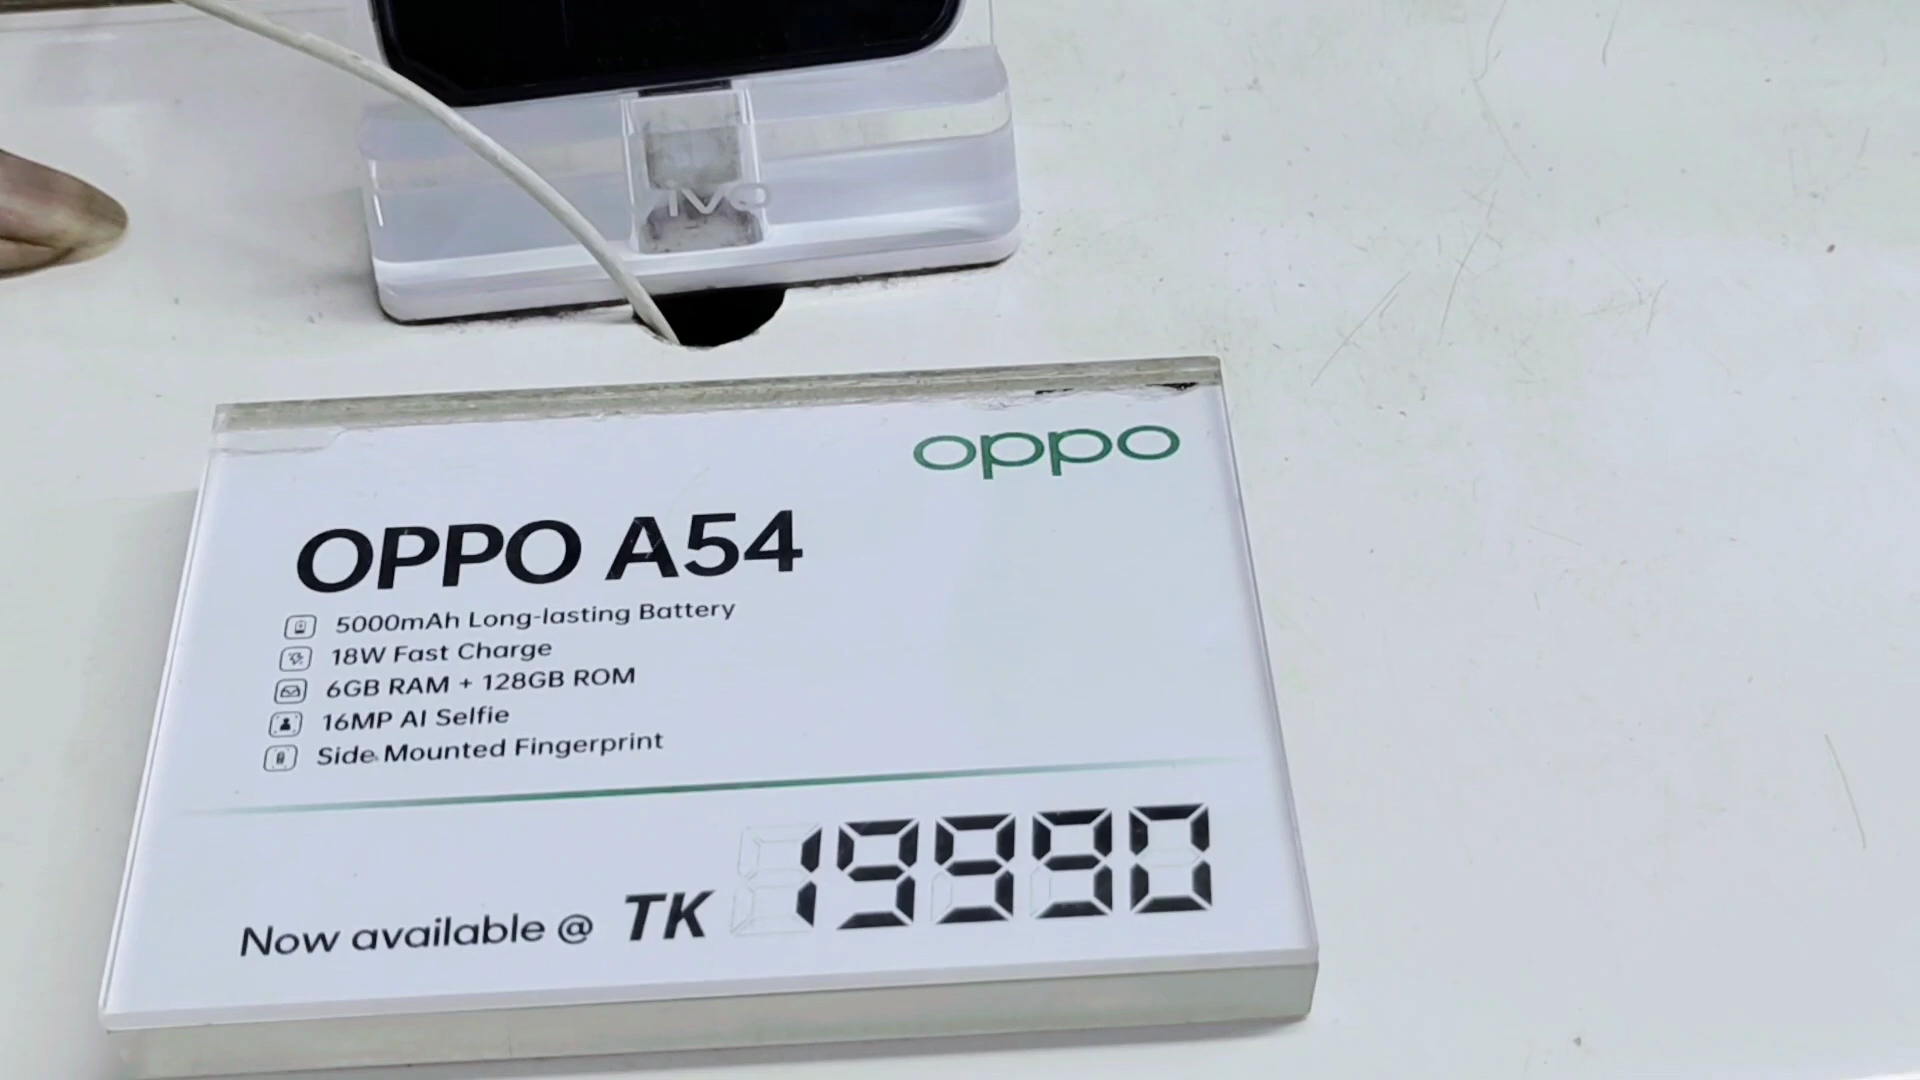 vivo
oppo
OPPO A54
5000mAh Long-lasting Battery
18W Fast Charge
6GB RAM + 128GB ROM
16MP AI Selfie
Side Mounted Fingerprint
Now available @ TK 19990